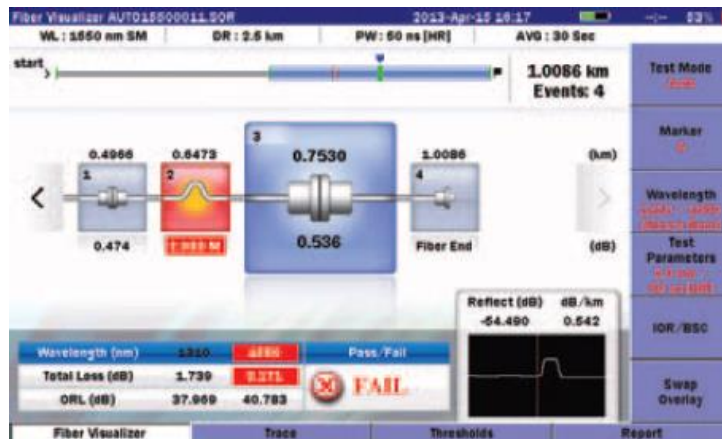 Fiber Visualizer AUTO15500011.SOR 2013-Apr-15 16:17 53%
WL : 1550 nm SM DR : 2.5 km PW : 50 ns [HR] AVG : 30 Sec
start
1.0086 km
Events: 4
Test Mode
Marker
0.4966 0.6473 3 0.7530 1.0086 (km)
1 2 4
Wavelength
0.474 0.536 Fiber End (dB)
Test
Parameters
Reflect (dB) dB/km
-54.490 0.542
IOR/BSC
Wavelength (nm) 1310 Pass/Fail
Total Loss (dB) 1.739 FAIL
ORL (dB) 37.969 40.783
Swap
Overlay
Fiber Visualizer Trace Thresholds Report